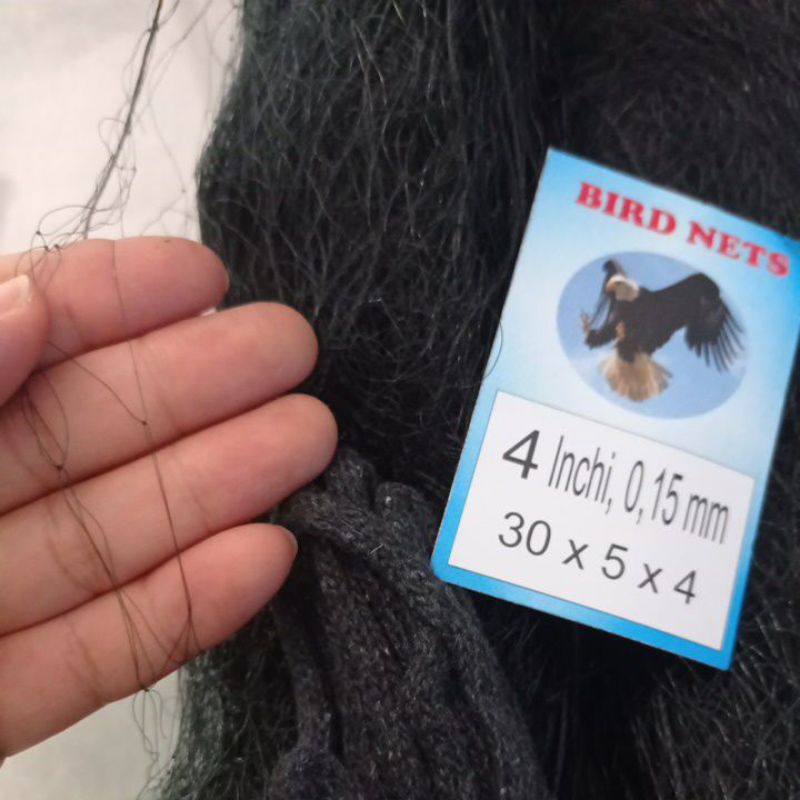 BIRD NETS
4 Inchi, 0,15 mm
30 x 5 x 4